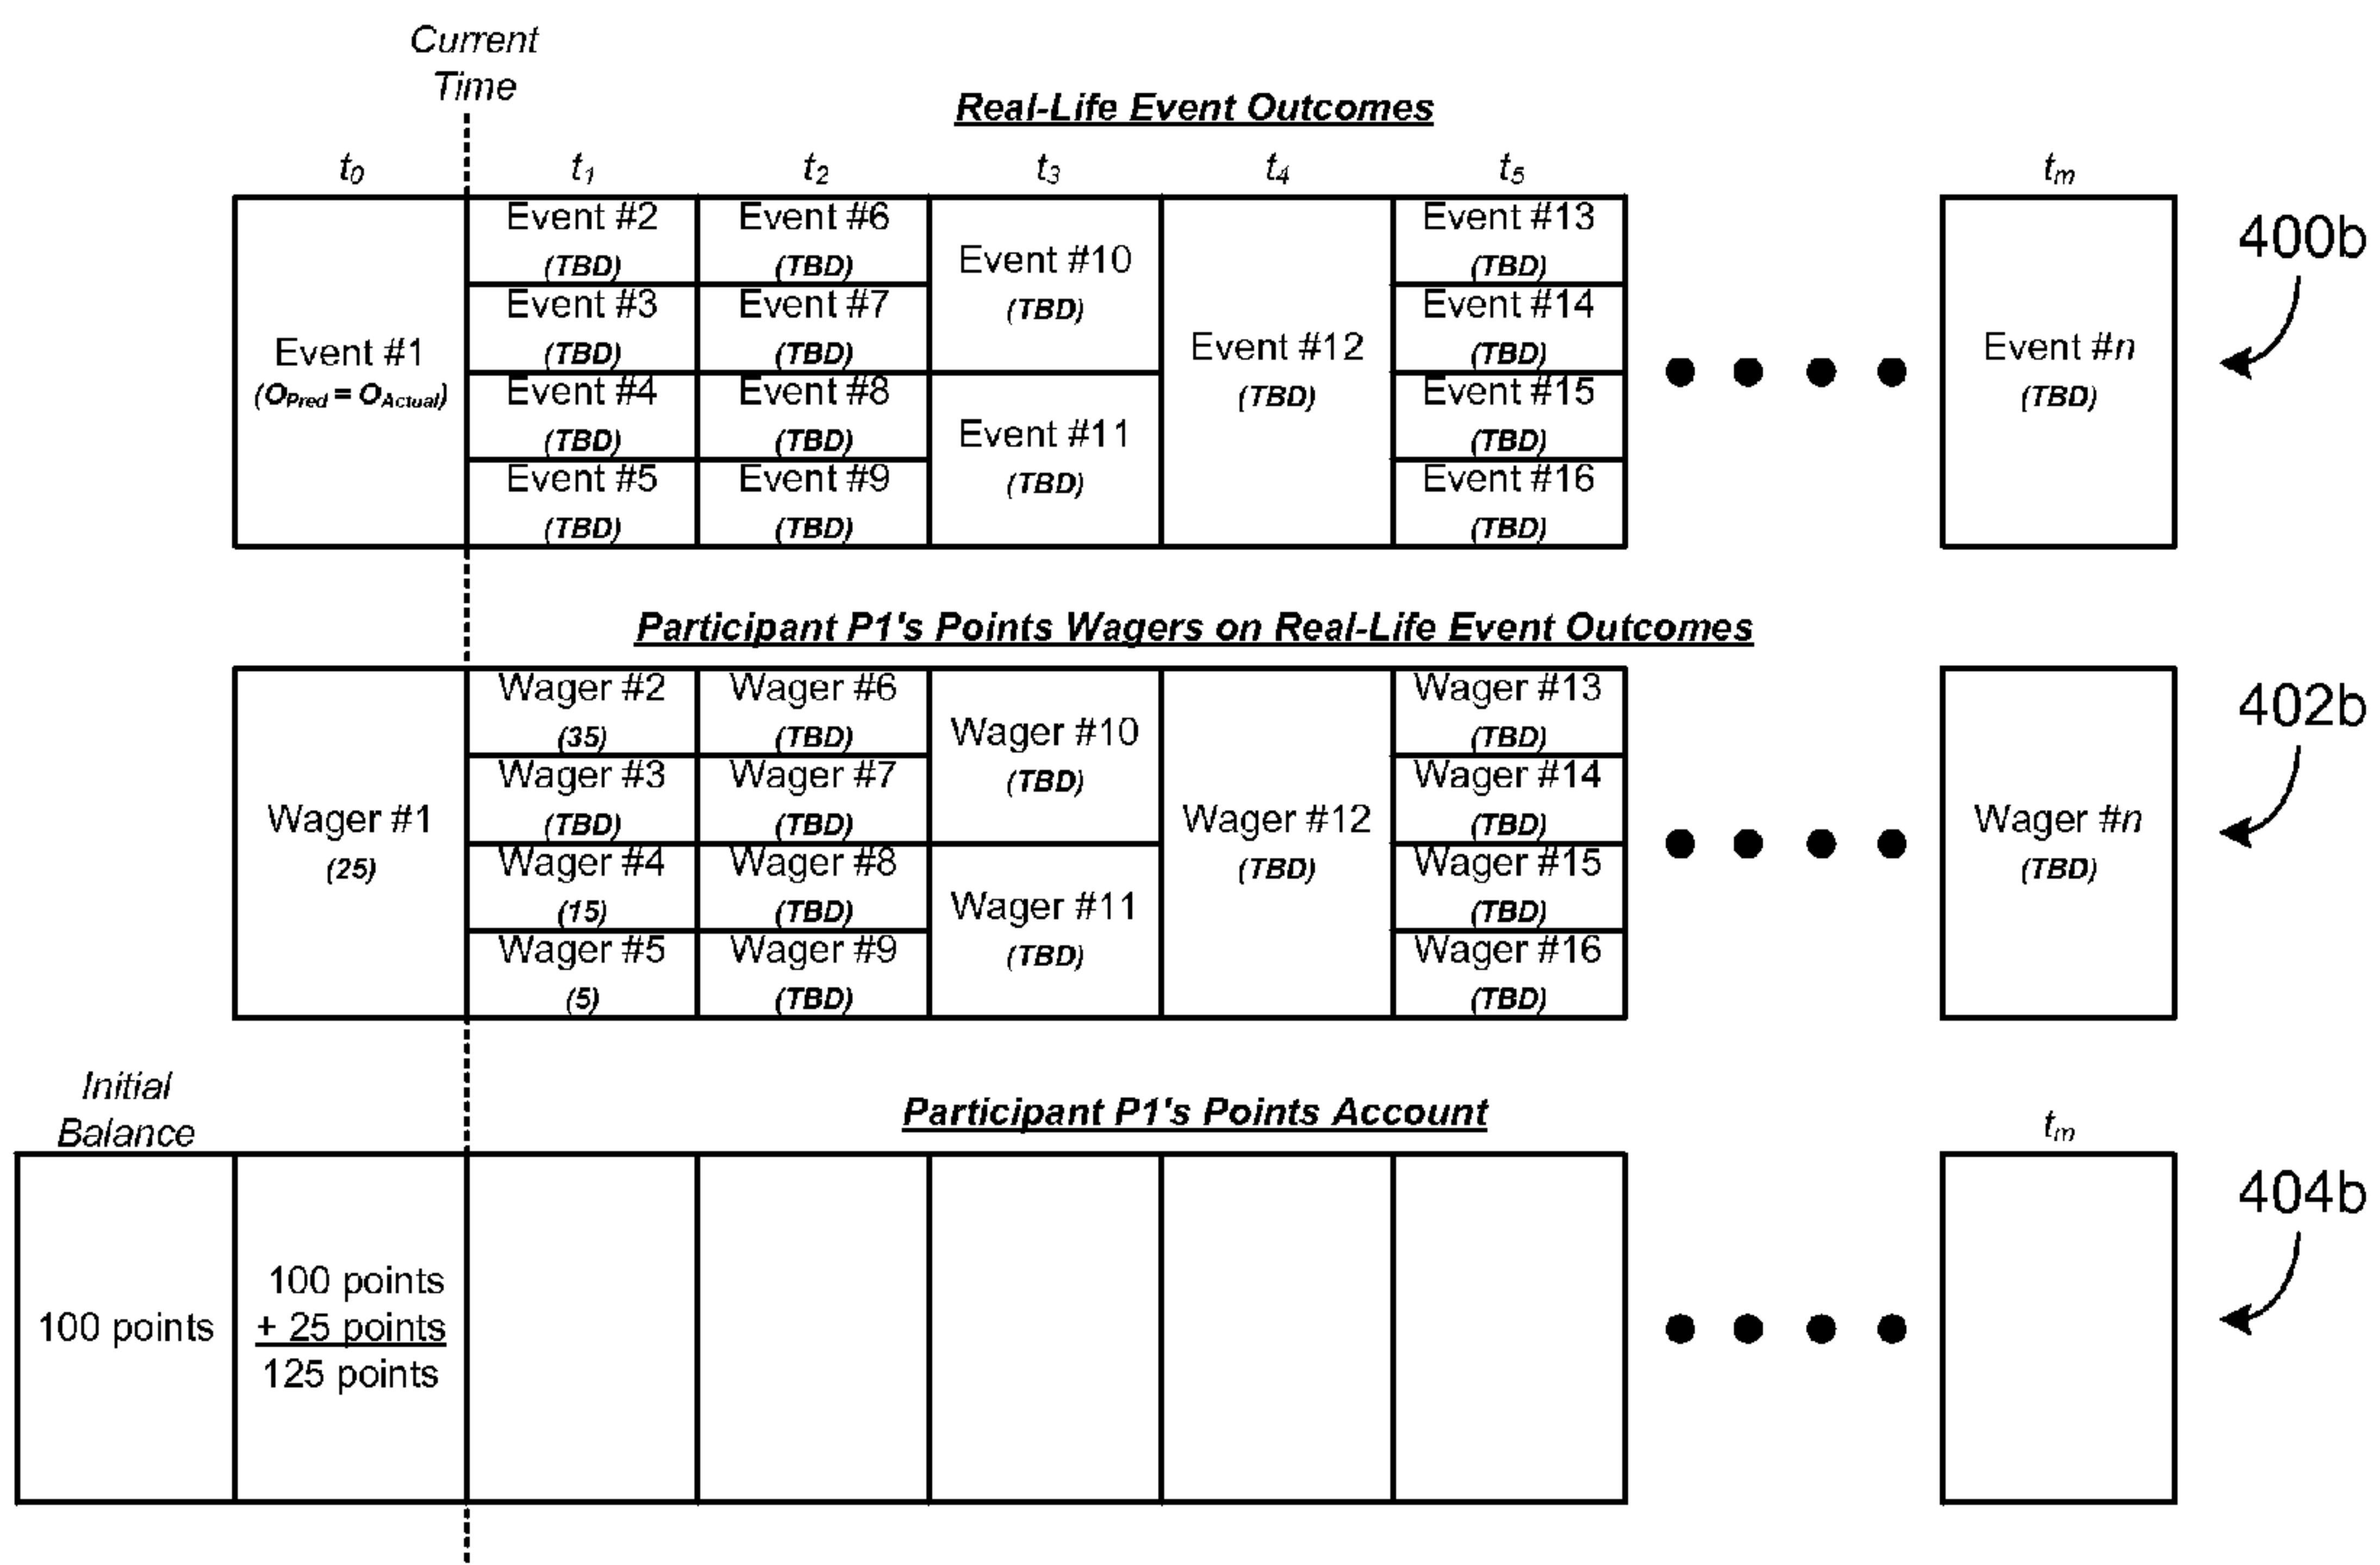 Current
Time
Real-Life Event Outcomes
t0 t1 t2 t3 t4 t5 tm
Event #1
(OPred = OActual)
Event #2
(TBD)
Event #3
(TBD)
Event #4
(TBD)
Event #5
(TBD)
Event #6
(TBD)
Event #7
(TBD)
Event #8
(TBD)
Event #9
(TBD)
Event #10
(TBD)
Event #11
(TBD)
Event #12
(TBD)
Event #13
(TBD)
Event #14
(TBD)
Event #15
(TBD)
Event #16
(TBD)
Event #n
(TBD)
400b
Participant P1's Points Wagers on Real-Life Event Outcomes
Wager #1
(25)
Wager #2
(35)
Wager #3
(TBD)
Wager #4
(15)
Wager #5
(5)
Wager #6
(TBD)
Wager #7
(TBD)
Wager #8
(TBD)
Wager #9
(TBD)
Wager #10
(TBD)
Wager #11
(TBD)
Wager #12
(TBD)
Wager #13
(TBD)
Wager #14
(TBD)
Wager #15
(TBD)
Wager #16
(TBD)
Wager #n
(TBD)
402b
Initial
Balance
Participant P1's Points Account
tm
100 points
100 points
+ 25 points
125 points
404b